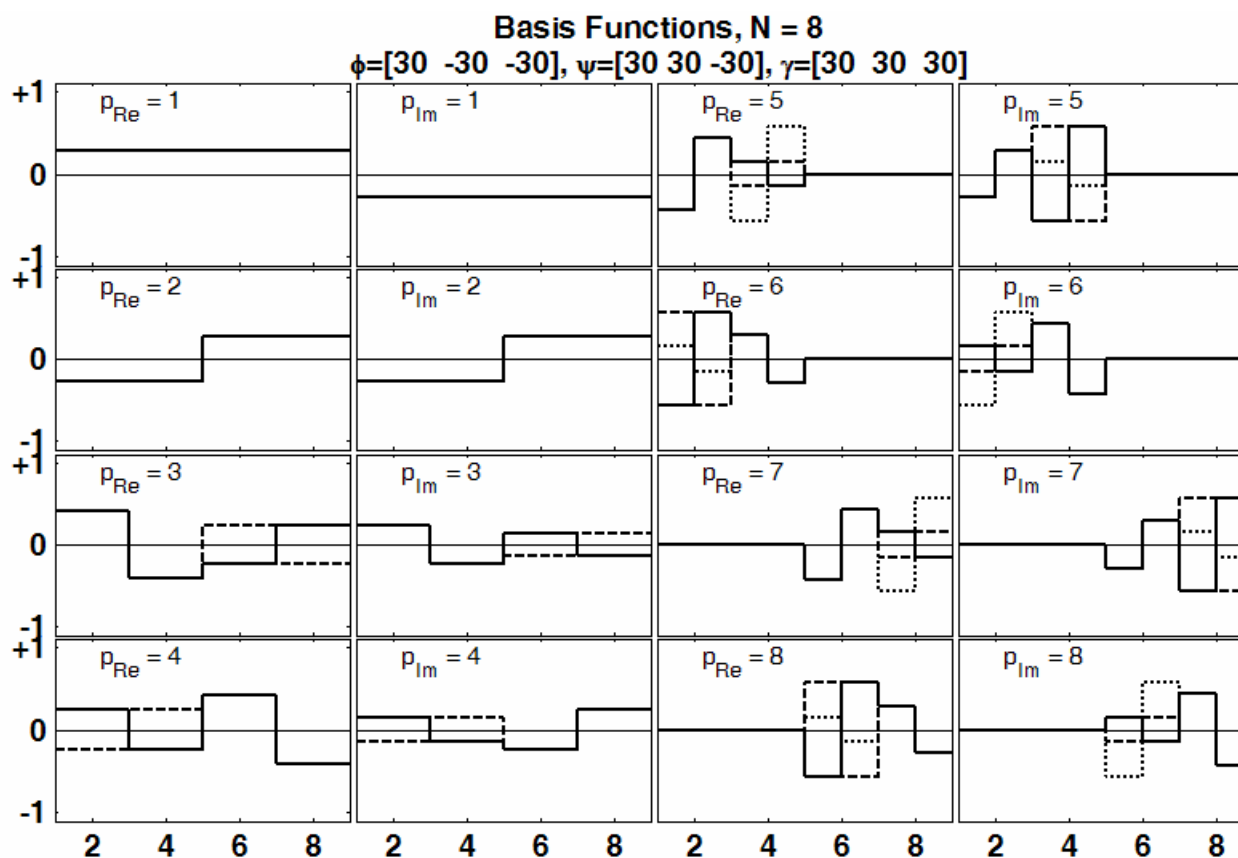 Basis Functions, N = 8
ϕ=[30 -30 -30], ψ=[30 30 -30], γ=[30 30 30]
+1 p_Re = 1 p_Im = 1 p_Re = 5 p_Im = 5
0
-1
+1 p_Re = 2 p_Im = 2 p_Re = 6 p_Im = 6
0
-1
+1 p_Re = 3 p_Im = 3 p_Re = 7 p_Im = 7
0
-1
+1 p_Re = 4 p_Im = 4 p_Re = 8 p_Im = 8
0
-1
2 4 6 8 2 4 6 8 2 4 6 8 2 4 6 8